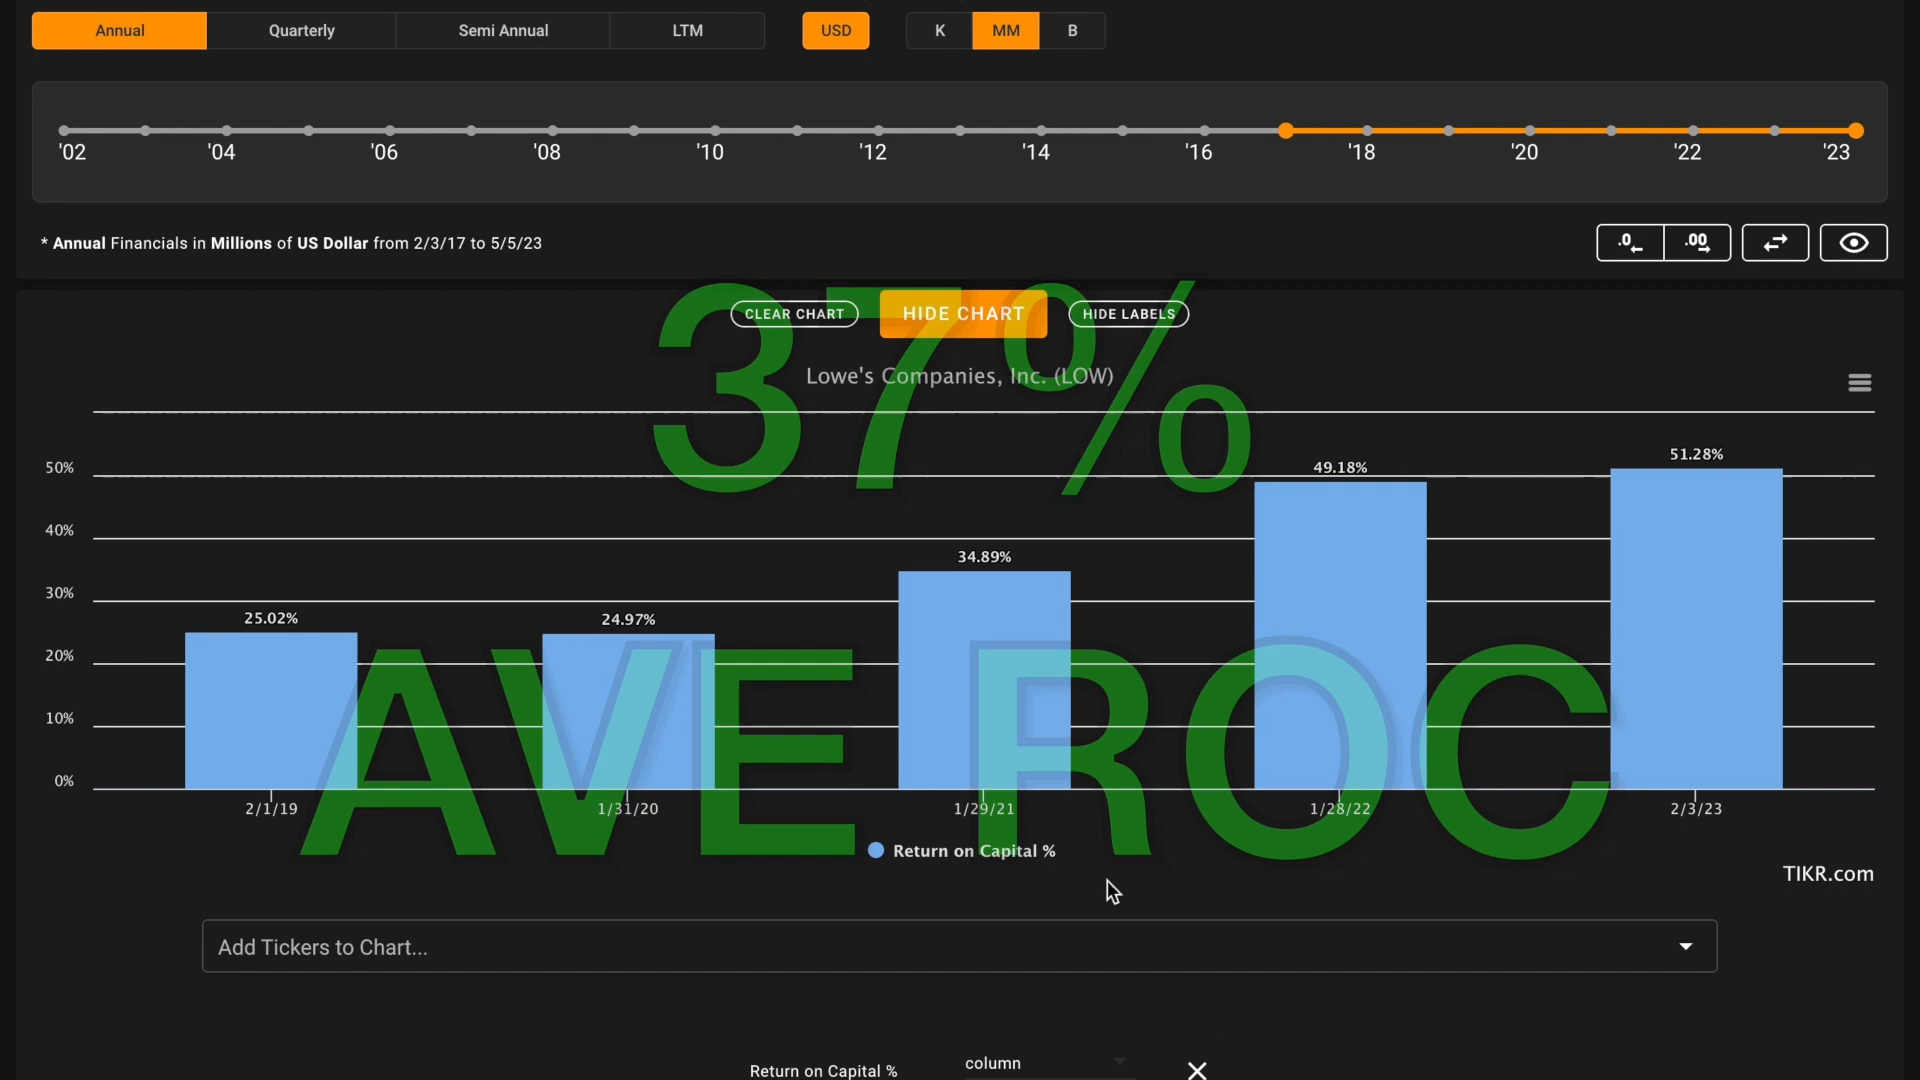 Annual Quarterly Semi Annual LTM USD K MM B
'02 '04 '06 '08 '10 '12 '14 '16 '18 '20 '22 '23
* Annual Financials in Millions of US Dollar from 2/3/17 to 5/5/23
.0 .00
CLEAR CHART HIDE CHART HIDE LABELS
37%
Lowe's Companies, Inc. (LOW)
50%
40%
30%
20%
10%
0%
25.02% 24.97% 34.89% 49.18% 51.28%
AVE ROC
2/1/19 1/31/20 1/29/21 1/28/22 2/3/23
Return on Capital %
TIKR.com
Add Tickers to Chart...
Return on Capital % column